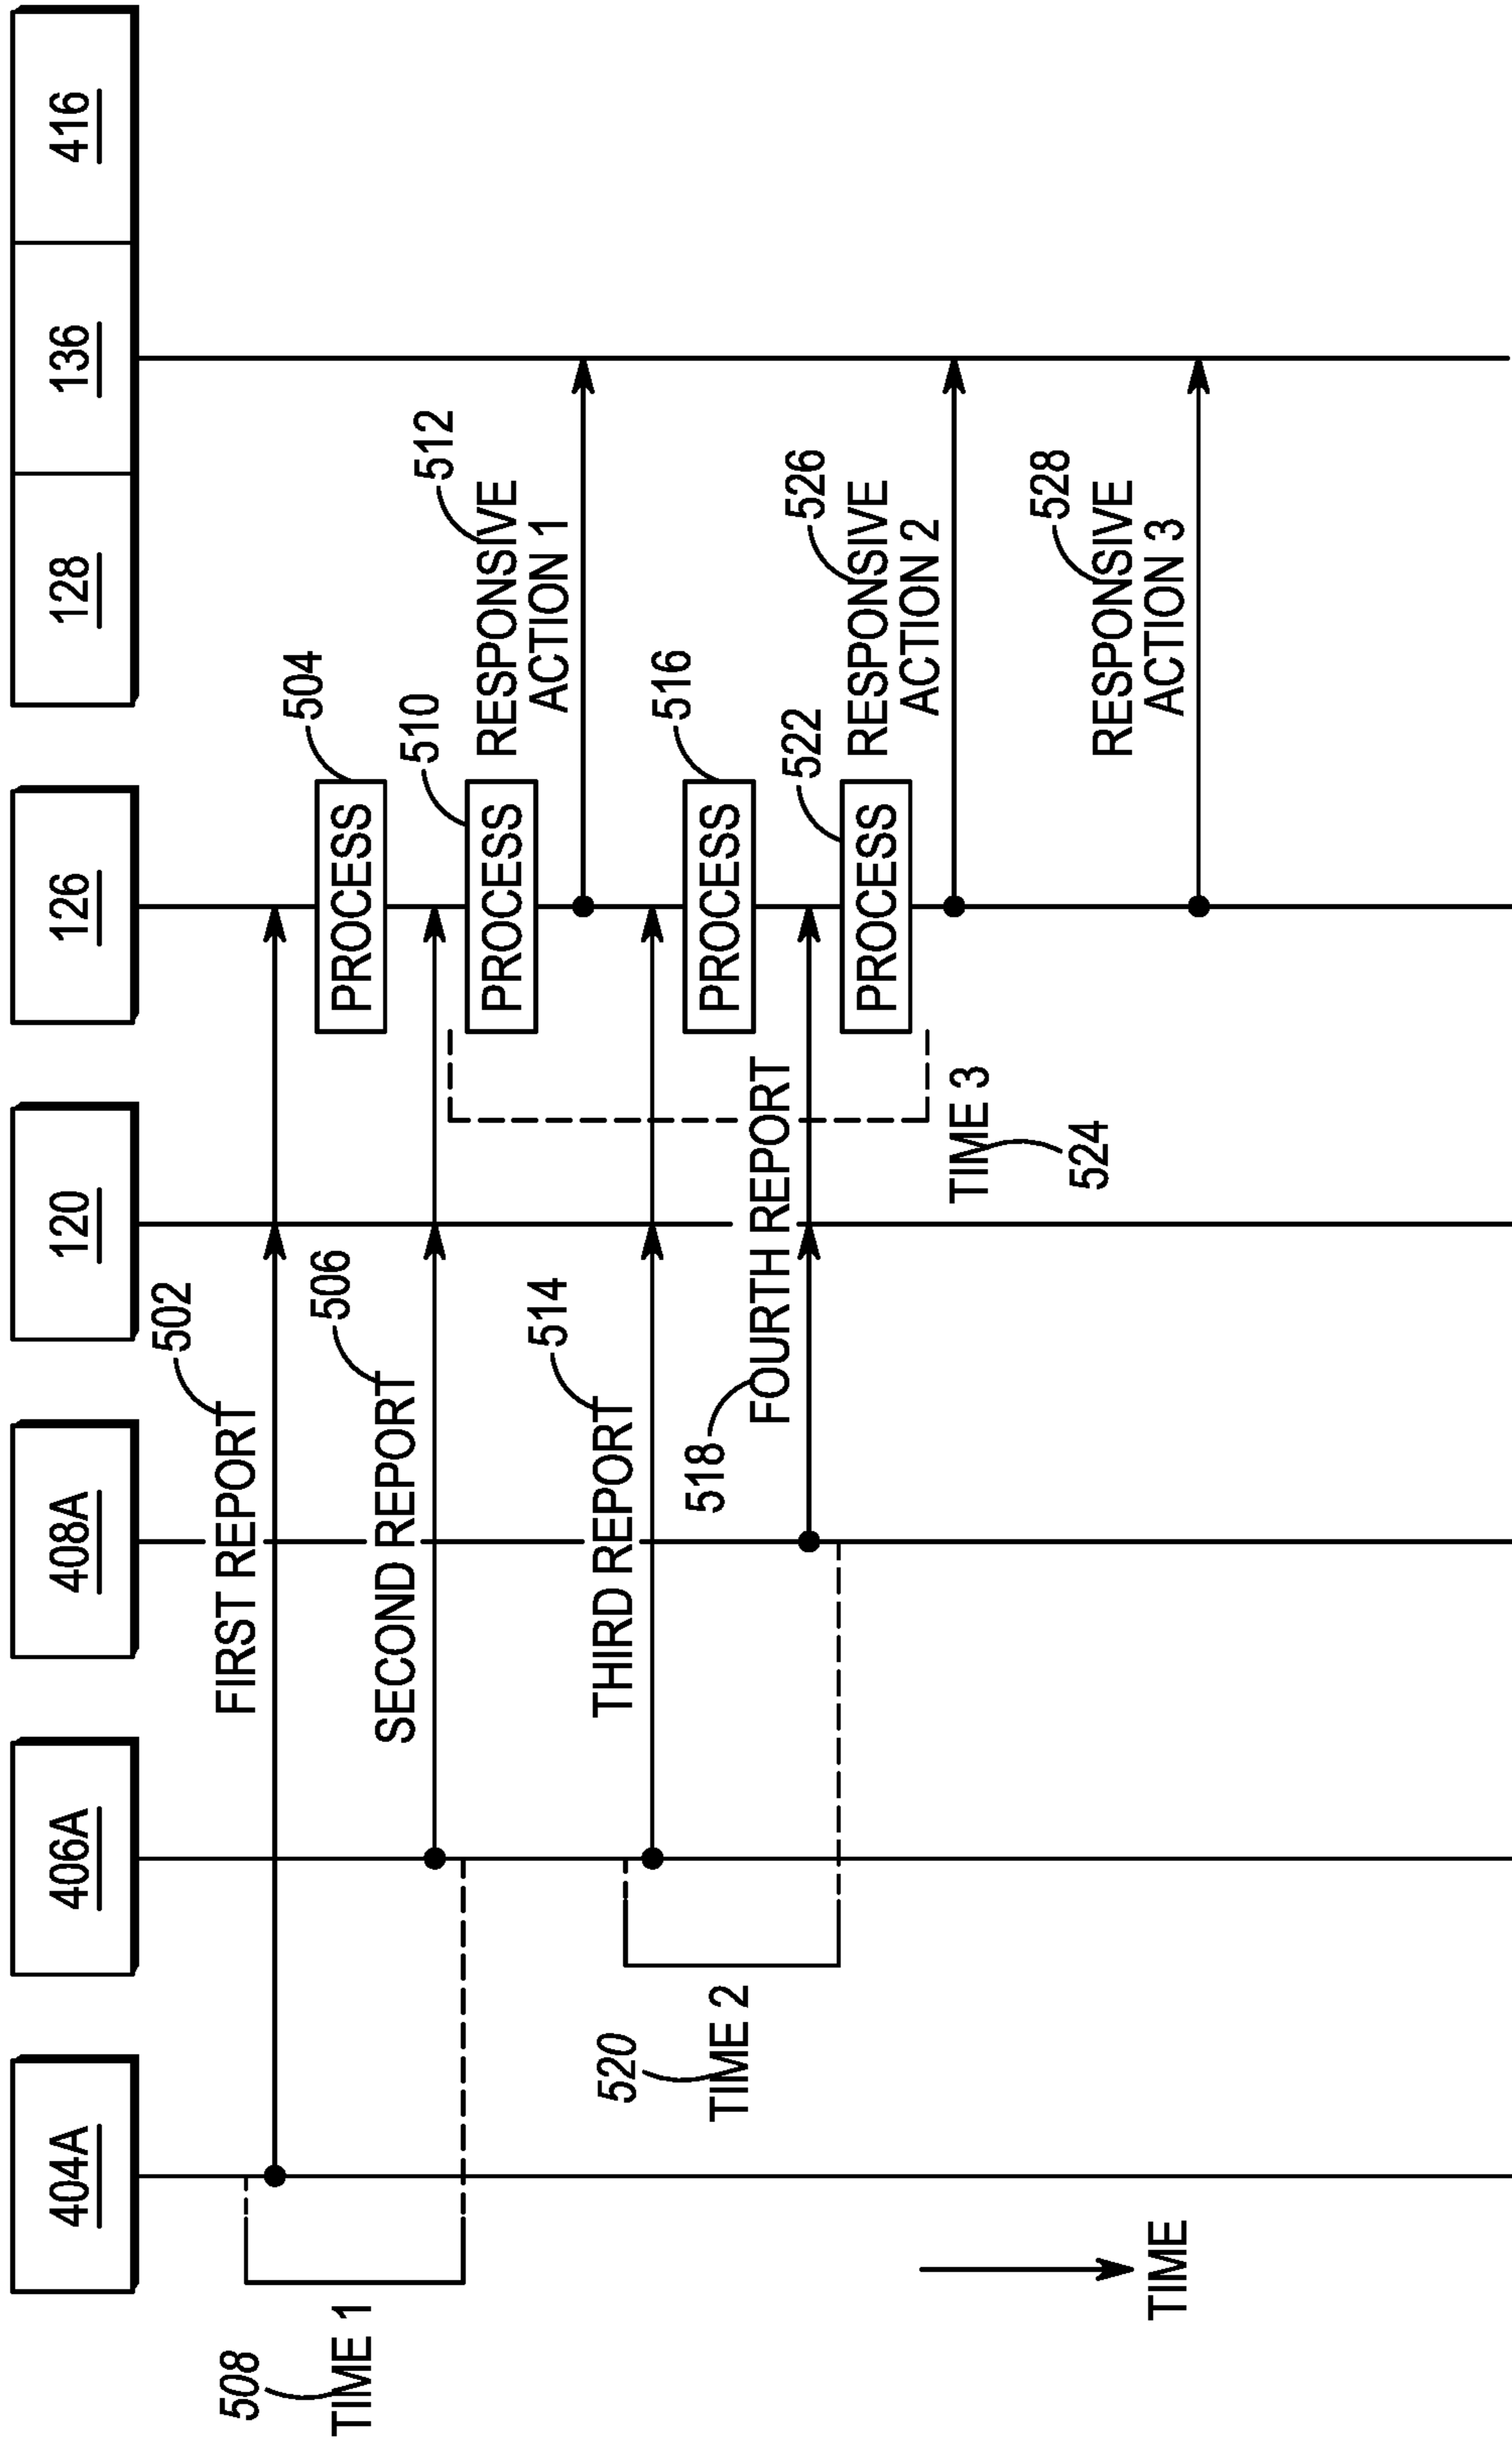 404A
406A
408A
120
126
128
136
416
502
FIRST REPORT
504
PROCESS
508
TIME 1
506
SECOND REPORT
510
PROCESS
512
RESPONSIVE
ACTION 1
514
THIRD REPORT
516
PROCESS
520
TIME 2
518
FOURTH REPORT
522
PROCESS
526
RESPONSIVE
ACTION 2
TIME 3
524
528
RESPONSIVE
ACTION 3
TIME